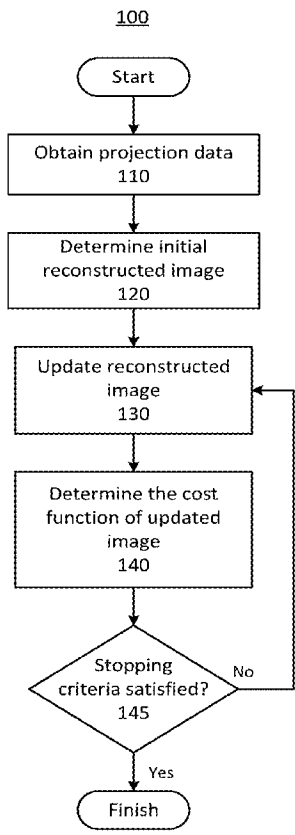 100
Start
Obtain projection data
110
Determine initial
reconstructed image
120
Update reconstructed
image
130
Determine the cost
function of updated
image
140
Stopping
criteria satisfied?
145
No
Yes
Finish